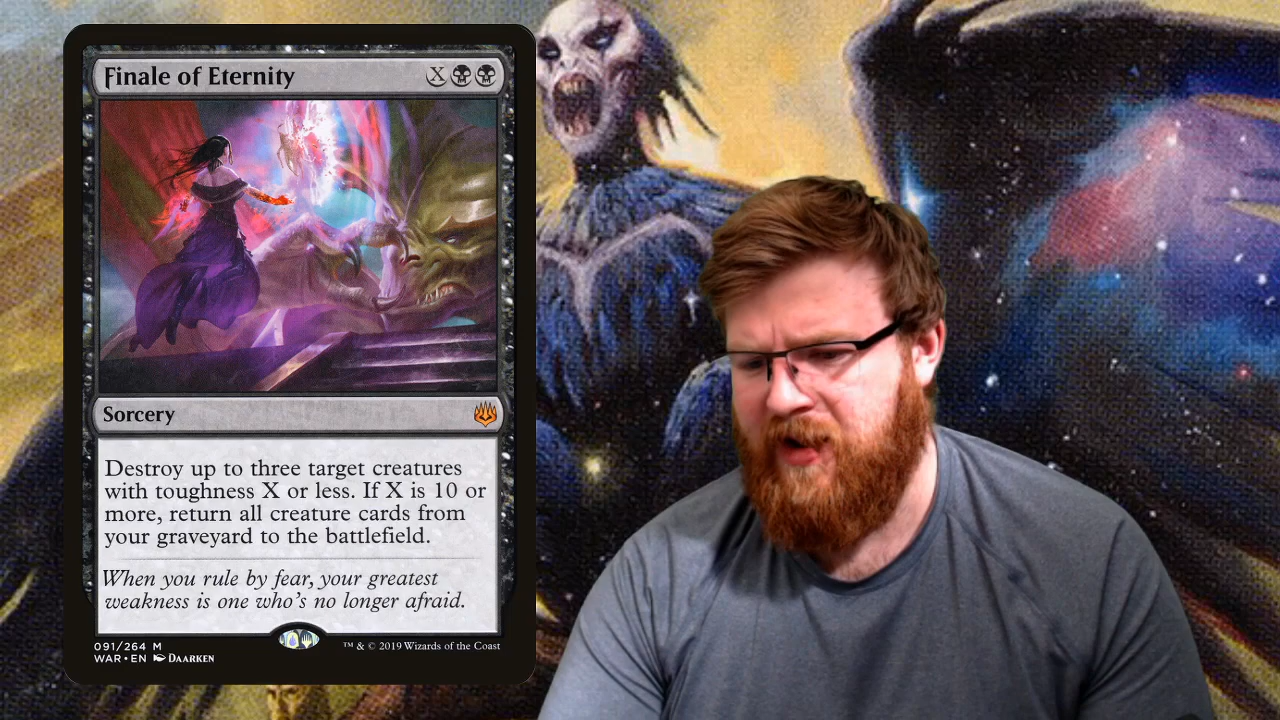 Finale of Eternity X
Sorcery
Destroy up to three target creatures
with toughness X or less. If X is 10 or
more, return all creature cards from
your graveyard to the battlefield.
When you rule by fear, your greatest
weakness is one who's no longer afraid.
091/264 M
WAR • EN DAARKEN
™ & © 2019 Wizards of the Coast